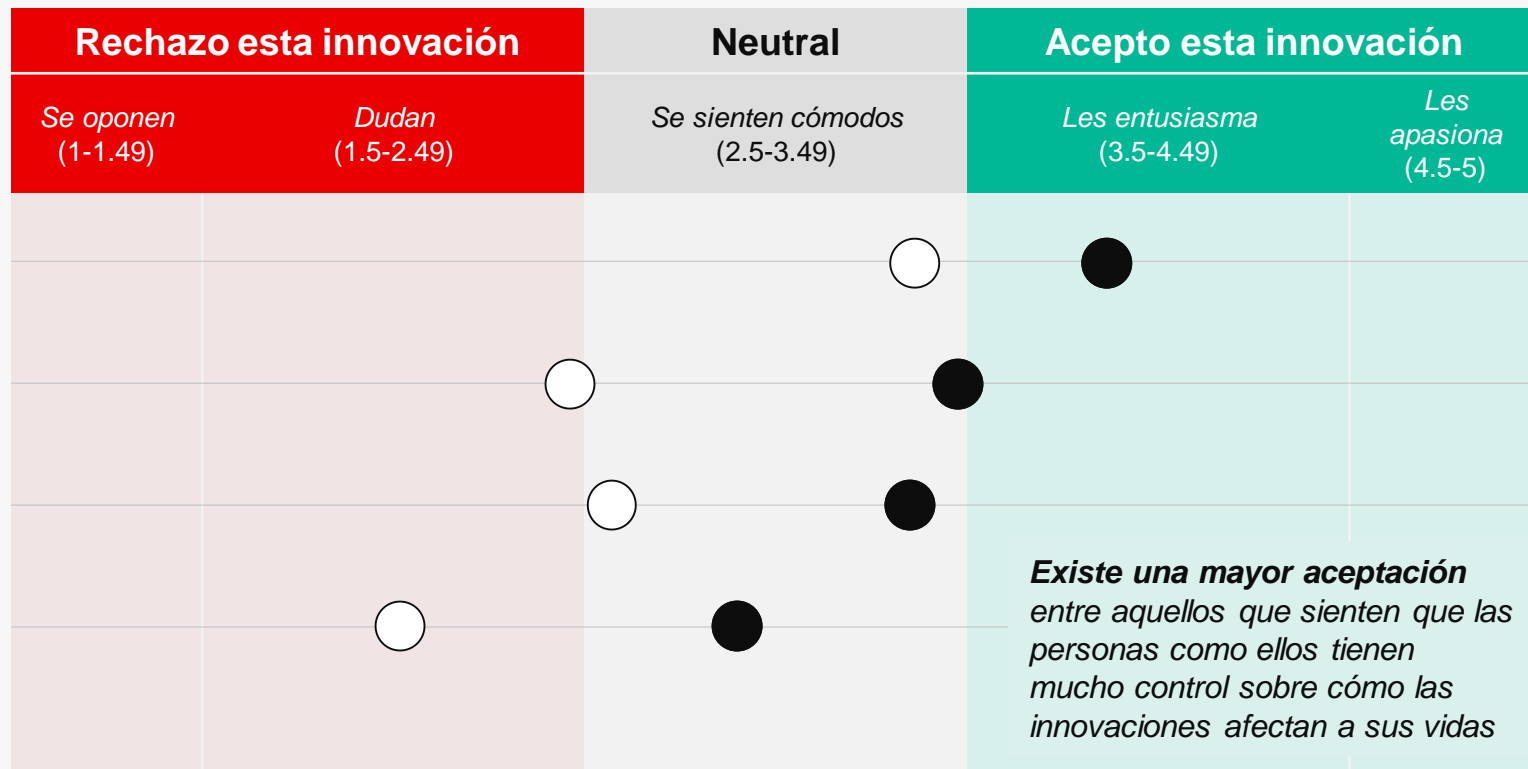 Rechazo esta innovación
Neutral
Acepto esta innovación
Se oponen
(1-1.49)
Dudan
(1.5-2.49)
Se sienten cómodos
(2.5-3.49)
Les entusiasma
(3.5-4.49)
Les
apasiona
(4.5-5)
Existe una mayor aceptación
entre aquellos que sienten que las
personas como ellos tienen
mucho control sobre cómo las
innovaciones afectan a sus vidas